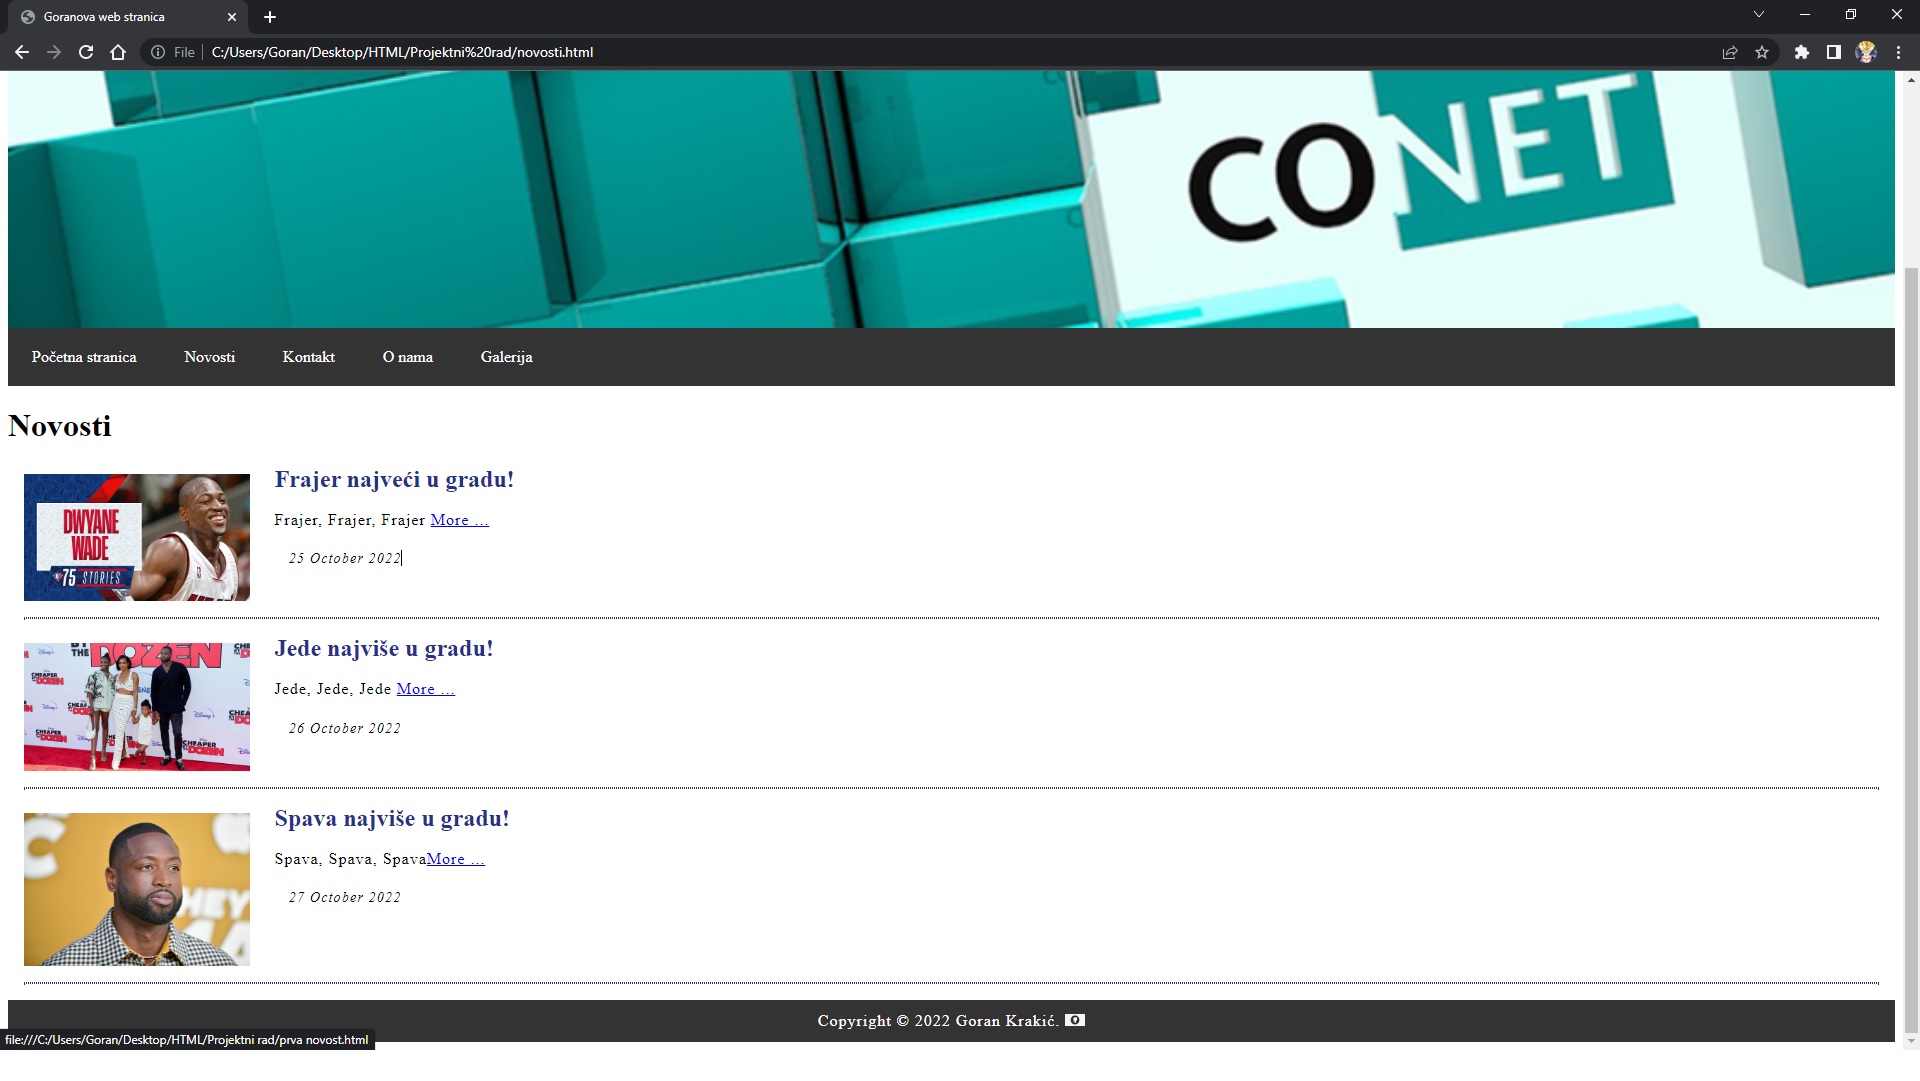 Goranova web stranica
File
C:/Users/Goran/Desktop/HTML/Projektni%20rad/novosti.html
CONET
Početna stranica Novosti Kontakt O nama Galerija
Novosti
Frajer najveći u gradu!
Frajer, Frajer, Frajer More ...
25 October 2022
DWYANE
WADE
75 STORIES
Jede najviše u gradu!
Jede, Jede, Jede More ...
26 October 2022
BY
THE DOZEN
CHEAPER
DOZEN
Disney+
Spava najviše u gradu!
Spava, Spava, SpavaMore ...
27 October 2022
C
HEY
MA
Copyright © 2022 Goran Krakić.
file:///C:/Users/Goran/Desktop/HTML/Projektni rad/prva novost.html